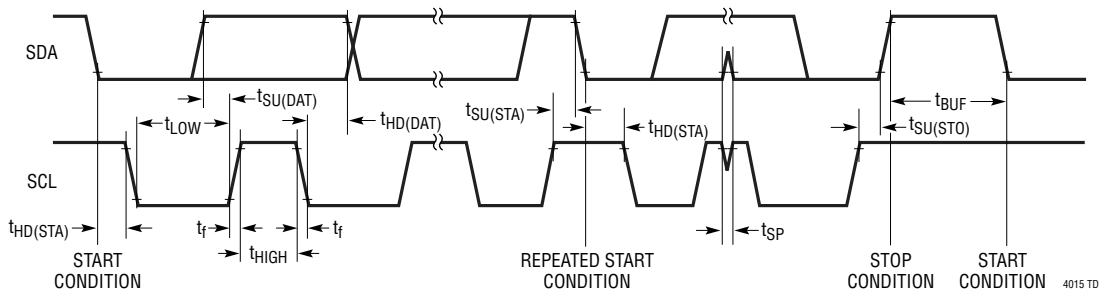 SDA
tSU(DAT)
tLOW
tHD(DAT)
tSU(STA)
tHD(STA)
tBUF
tSU(STO)
SCL
tHD(STA)
tf
tHIGH
tf
tSP
START
CONDITION
REPEATED START
CONDITION
STOP
CONDITION
START
CONDITION
4015 TD